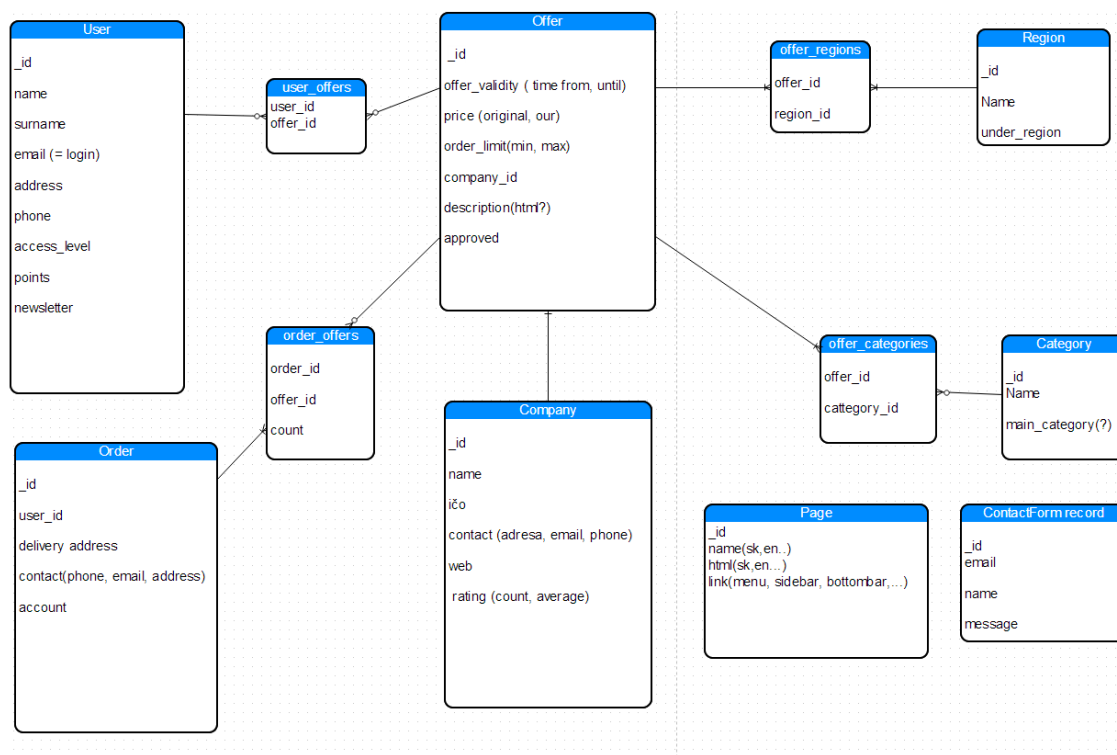 User
_id
name
surname
email (= login)
address
phone
access_level
points
newsletter
user_offers
user_id
offer_id
Offer
_id
offer_validity ( time from, until)
price (original, our)
order_limit(min, max)
company_id
description(html?)
approved
offer_regions
offer_id
region_id
Region
_id
Name
under_region
order_offers
order_id
offer_id
count
offer_categories
offer_id
cattegory_id
Category
_id
Name
main_category(?)
Order
_id
user_id
delivery address
contact(phone, email, address)
account
Company
_id
name
ičo
contact (adresa, email, phone)
web
rating (count, average)
Page
_id
name(sk,en..)
html(sk,en...)
link(menu, sidebar, bottombar,...)
ContactForm record
_id
email
name
message